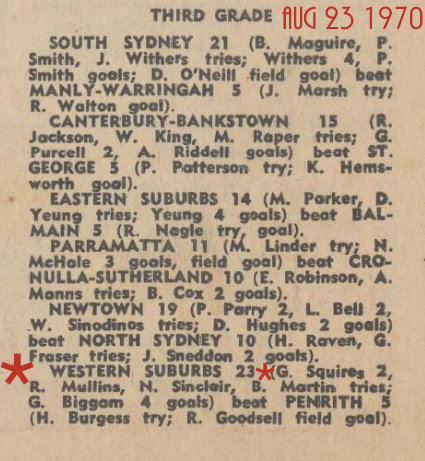 THIRD GRADE AUG 23 1970
SOUTH SYDNEY 21 (B. Maguire, P.
Smith, J. Withers tries; Withers 4, P.
Smith goals; D. O'Neill field goal) beat
MANLY-WARRINGAH 5 (J. Marsh try;
R. Walton goal).
CANTERBURY-BANKSTOWN 15 (R.
Jackson, W. King, M. Raper tries; G.
Purcell 2, A. Riddell goals) beat ST.
GEORGE 5 (P. Patterson try; K. Hems-
worth goal).
EASTERN SUBURBS 14 (M. Parker, D.
Yeung tries; Yeung 4 goals) beat BAL-
MAIN 5 (R. Nagle try, goal).
PARRAMATTA 11 (M. Linder try; N.
McHale 3 goals, field goal) beat CRO-
NULLA-SUTHERLAND 10 (E. Robinson, A.
Manns tries; B. Cox 2 goals).
NEWTOWN 19 (P. Parry 2, L. Bell 2,
W. Sinodinos tries; D. Hughes 2 goals)
beat NORTH SYDNEY 10 (H. Raven, G.
Fraser tries; J. Sneddon 2 goals).
* WESTERN SUBURBS 23 * (G. Squires 2,
R. Mullins, N. Sinclair, B. Martin tries;
G. Biggam 4 goals) beat PENRITH 5
(H. Burgess try; R. Goodsell field goal).